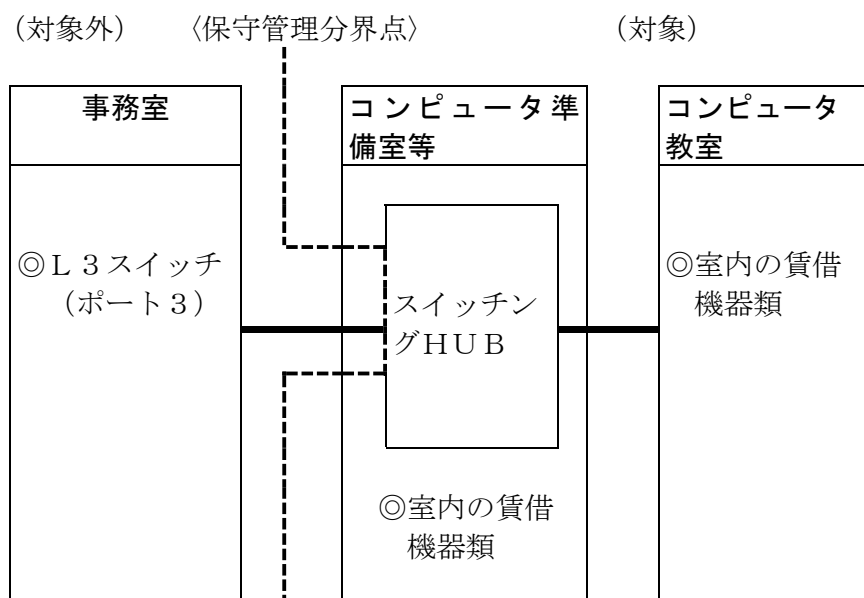 （対象外）　〈保守管理分界点〉　（対象）
事務室
コンピュータ準
備室等
コンピュータ
教室
◎Ｌ３スイッチ
（ポート３）
スイッチン
グＨＵＢ
◎室内の賃借
機器類
◎室内の賃借
機器類